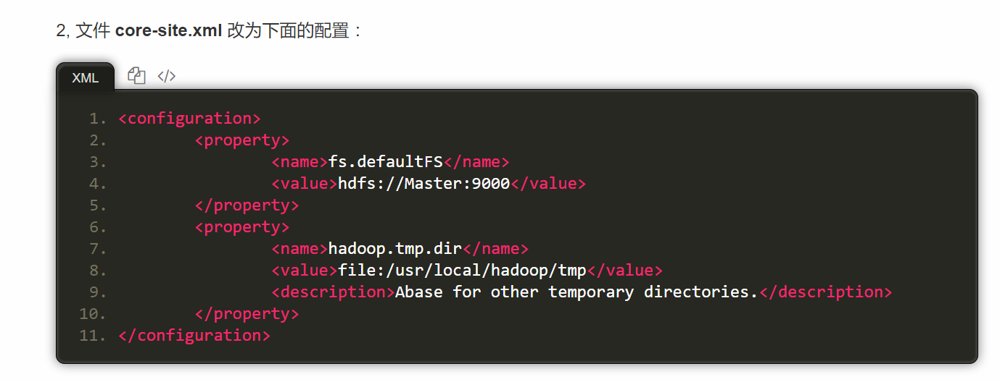 2, 文件 core-site.xml 改为下面的配置：
XML </>
1. <configuration>
2. <property>
3. <name>fs.defaultFS</name>
4. <value>hdfs://Master:9000</value>
5. </property>
6. <property>
7. <name>hadoop.tmp.dir</name>
8. <value>file:/usr/local/hadoop/tmp</value>
9. <description>Abase for other temporary directories.</description>
10. </property>
11. </configuration>